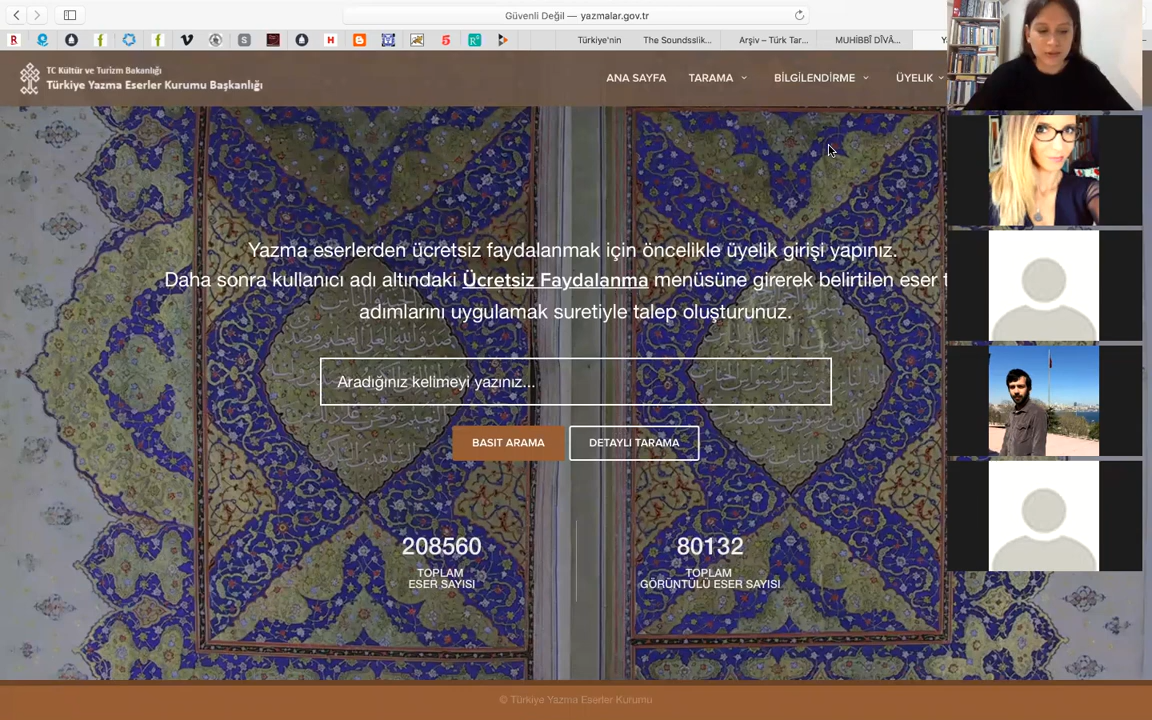 Güvenli Değil — yazmalar.gov.tr
Türkiye'nin
The Soundsslik...
Arşiv – Türk Tar...
MUHİBBÎ DÎVÂ...
TC Kültür ve Turizm Bakanlığı
Türkiye Yazma Eserler Kurumu Başkanlığı
ANA SAYFA
TARAMA
BİLGİLENDİRME
ÜYELIK
Yazma eserlerden ücretsiz faydalanmak için öncelikle üyelik girişi yapınız.
Daha sonra kullanıcı adı altındaki Ücretsiz Faydalanma menüsüne girerek belirtilen eser t
adımlarını uygulamak suretiyle talep oluşturunuz.
Aradığınız kelimeyi yazınız...
BASIT ARAMA
DETAYLI TARAMA
208560
TOPLAM
ESER SAYISI
80132
TOPLAM
GÖRÜNTÜLÜ ESER SAYISI
© Türkiye Yazma Eserler Kurumu